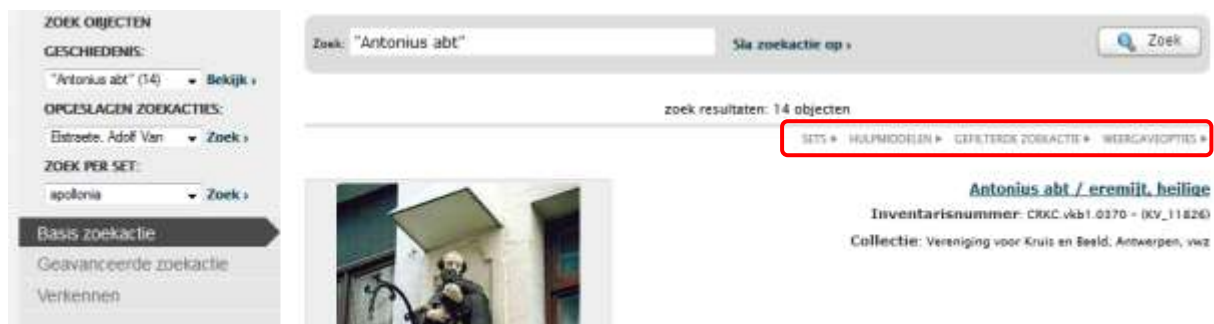 ZOEK OBJECTEN
GESCHIEDENIS:
"Antonius abt" (14) Bekijk ›
OPGESLAGEN ZOEKACTIES:
Elstraete, Adolf Van Zoek ›
ZOEK PER SET:
apollonia Zoek ›
Basis zoekactie
Geavanceerde zoekactie
Verkennen
Zoek: "Antonius abt" Sla zoekactie op › Zoek
zoek resultaten: 14 objecten
SETS HULPMIDDELEN GEFILTERDE ZOEKACTIE WEERGAVEOPTIES
Antonius abt / eremijt, heilige
Inventarisnummer: CRKC.vkb1.0370 - (KV_11826)
Collectie: Vereniging voor Kruis en Beeld, Antwerpen, vwz